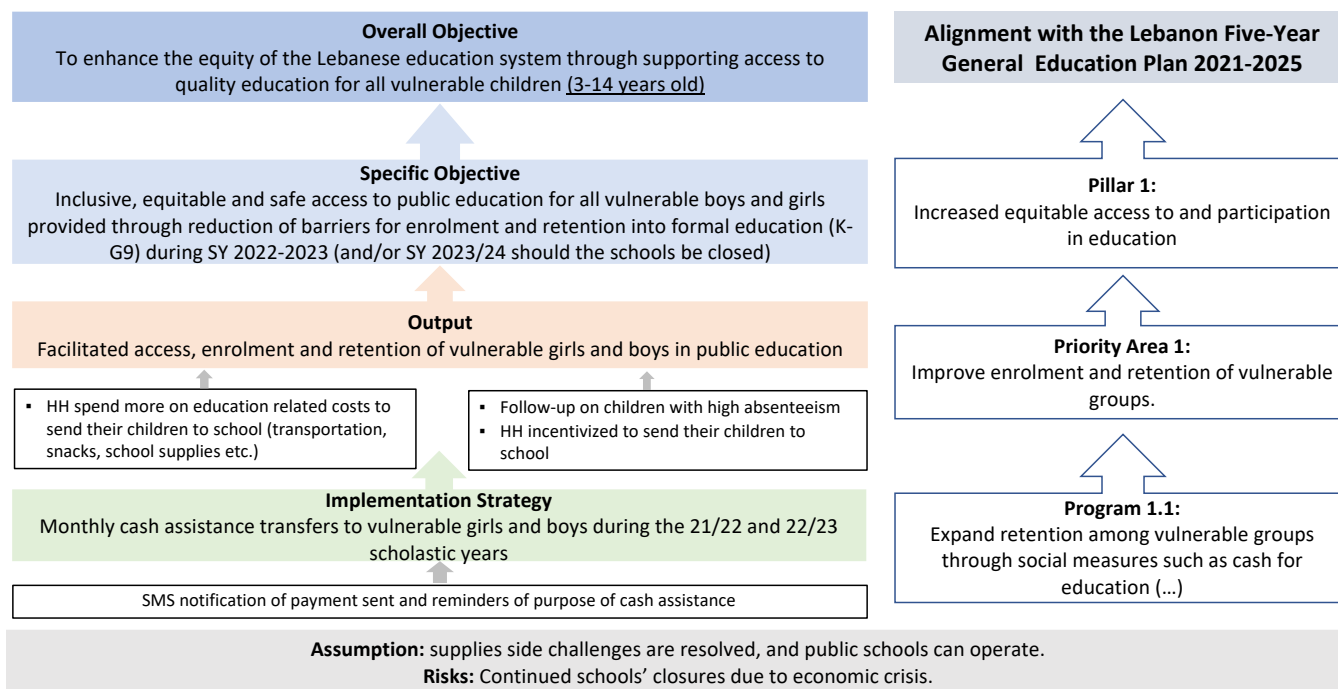 Overall Objective
To enhance the equity of the Lebanese education system through supporting access to
quality education for all vulnerable children (3-14 years old)
Specific Objective
Inclusive, equitable and safe access to public education for all vulnerable boys and girls
provided through reduction of barriers for enrolment and retention into formal education (K-
G9) during SY 2022-2023 (and/or SY 2023/24 should the schools be closed)
Output
Facilitated access, enrolment and retention of vulnerable girls and boys in public education
▪ HH spend more on education related costs to
send their children to school (transportation,
snacks, school supplies etc.)
▪ Follow-up on children with high absenteeism
▪ HH incentivized to send their children to
school
Implementation Strategy
Monthly cash assistance transfers to vulnerable girls and boys during the 21/22 and 22/23
scholastic years
SMS notification of payment sent and reminders of purpose of cash assistance
Alignment with the Lebanon Five-Year
General Education Plan 2021-2025
Pillar 1:
Increased equitable access to and participation
in education
Priority Area 1:
Improve enrolment and retention of vulnerable
groups.
Program 1.1:
Expand retention among vulnerable groups
through social measures such as cash for
education (...)
Assumption: supplies side challenges are resolved, and public schools can operate.
Risks: Continued schools' closures due to economic crisis.